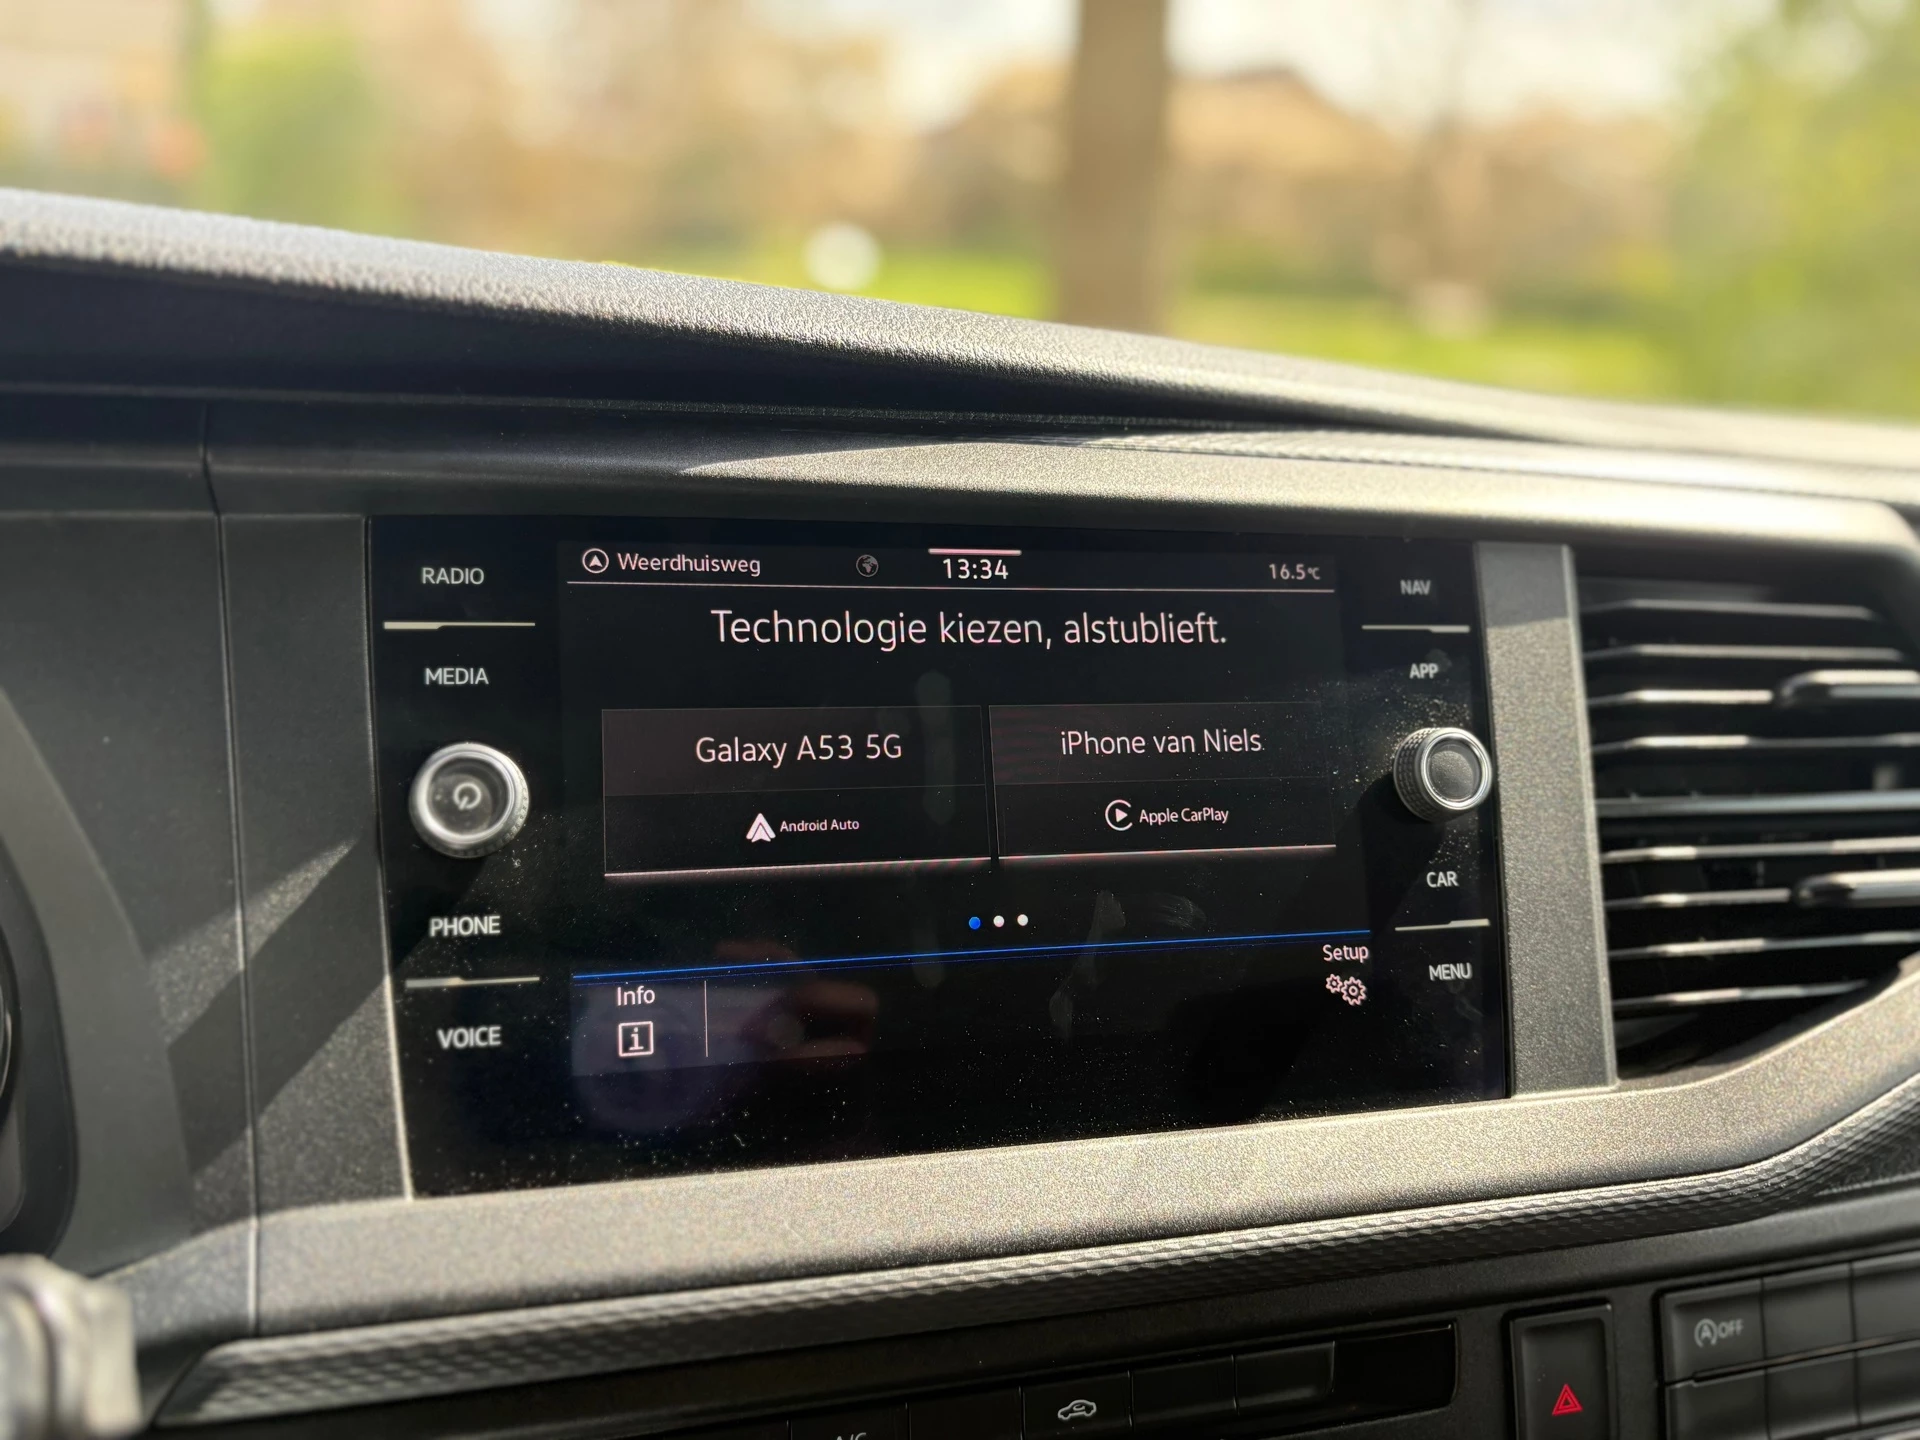 RADIO
MEDIA
PHONE
VOICE
Weerdhuisweg
13:34
16.5°C
Technologie kiezen, alstublieft.
Galaxy A53 5G
Android Auto
iPhone van Niels
Apple CarPlay
Info
i
Setup
NAV
APP
CAR
MENU
A OFF
A/C